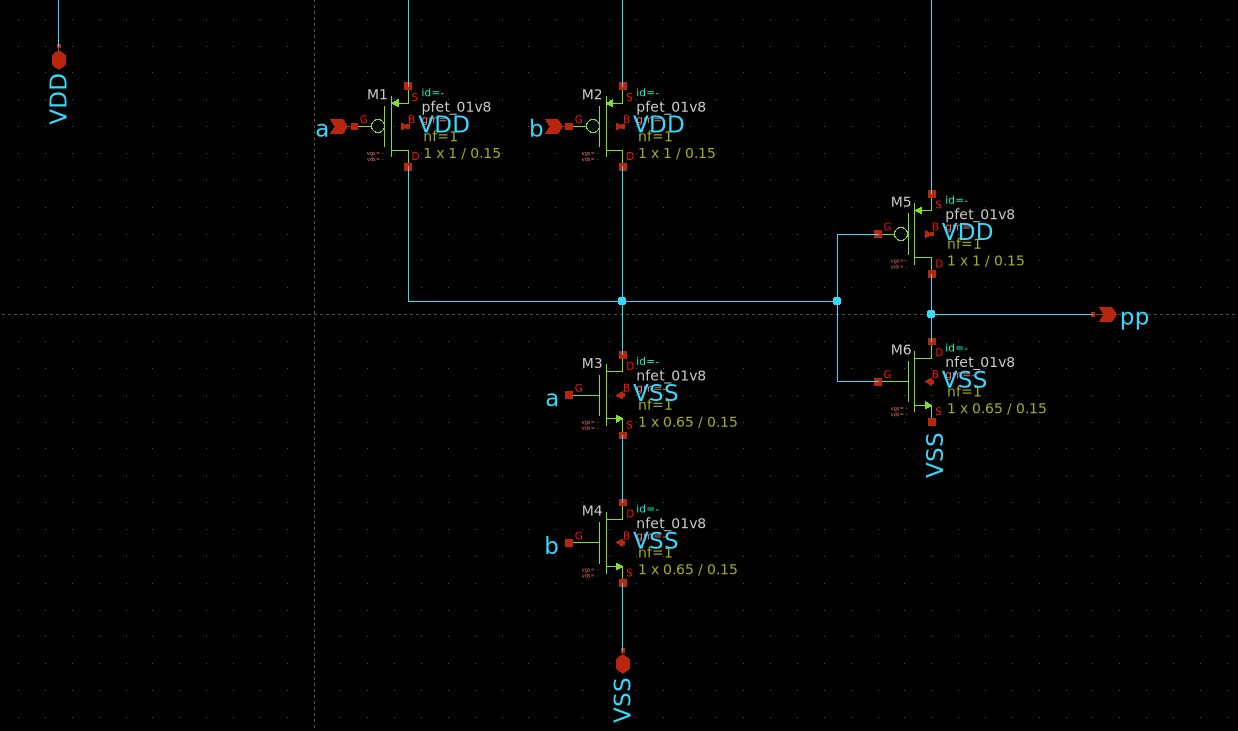 VDD
M1
id=-
S
pfet_01v8
a
G
B
VDD
nf=1
D
1 x 1 / 0.15
M2
id=-
S
pfet_01v8
b
G
B
VDD
nf=1
D
1 x 1 / 0.15
M5
id=-
S
pfet_01v8
G
B
VDD
nf=1
D
1 x 1 / 0.15
pp
M3
id=-
D
nfet_01v8
a
G
B
VSS
nf=1
S
1 x 0.65 / 0.15
M6
id=-
D
nfet_01v8
G
B
VSS
nf=1
S
1 x 0.65 / 0.15
VSS
M4
id=-
D
nfet_01v8
b
G
B
VSS
nf=1
S
1 x 0.65 / 0.15
VSS